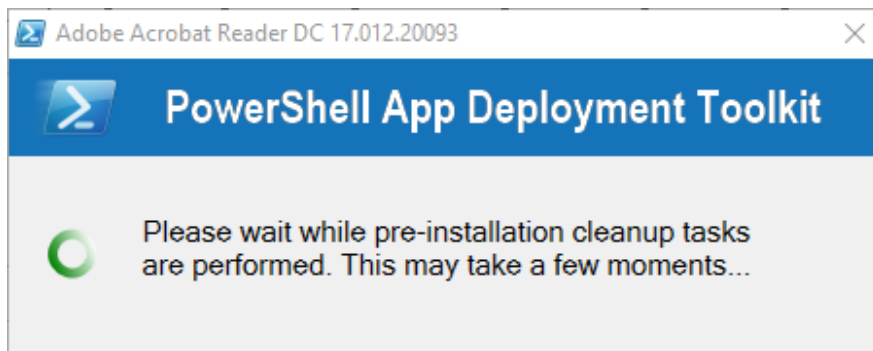 Adobe Acrobat Reader DC 17.012.20093
PowerShell App Deployment Toolkit
Please wait while pre-installation cleanup tasks
are performed. This may take a few moments...